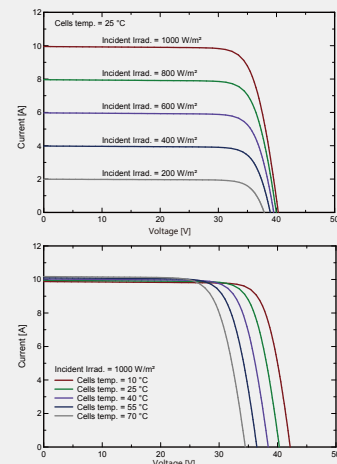 12
Cells temp. = 25 °C
Incident Irrad. = 1000 W/m²
10
Incident Irrad. = 800 W/m²
8
Incident Irrad. = 600 W/m²
6
Incident Irrad. = 400 W/m²
4
Incident Irrad. = 200 W/m²
2
0
Current [A]
0 10 20 30 40 50
Voltage [V]
12
10
8
6
4
2
0
Current [A]
Incident Irrad. = 1000 W/m²
Cells temp. = 10 °C
Cells temp. = 25 °C
Cells temp. = 40 °C
Cells temp. = 55 °C
Cells temp. = 70 °C
0 10 20 30 40 50
Voltage [V]